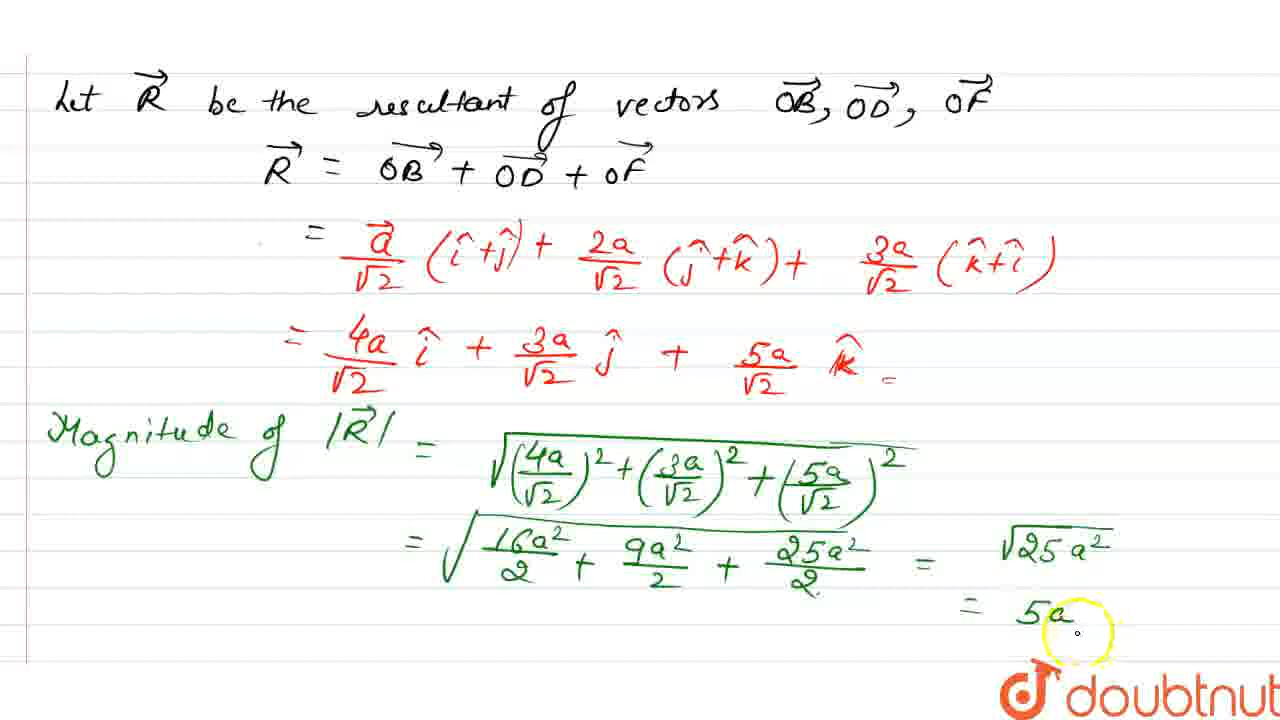 Let R⃗ be the resultant of vectors OB⃗, OD⃗, OF⃗
R⃗ = OB⃗ + OD⃗ + OF⃗
= a⃗/√2 (î+ĵ) + 2a/√2 (ĵ+k̂) + 3a/√2 (k̂+î)
= 4a/√2 î + 3a/√2 ĵ + 5a/√2 k̂ =
Magnitude of |R⃗| = √((4a/√2)² + (3a/√2)² + (5a/√2)²)
= √(16a²/2 + 9a²/2 + 25a²/2) = √25a²
= 5a
doubtnut